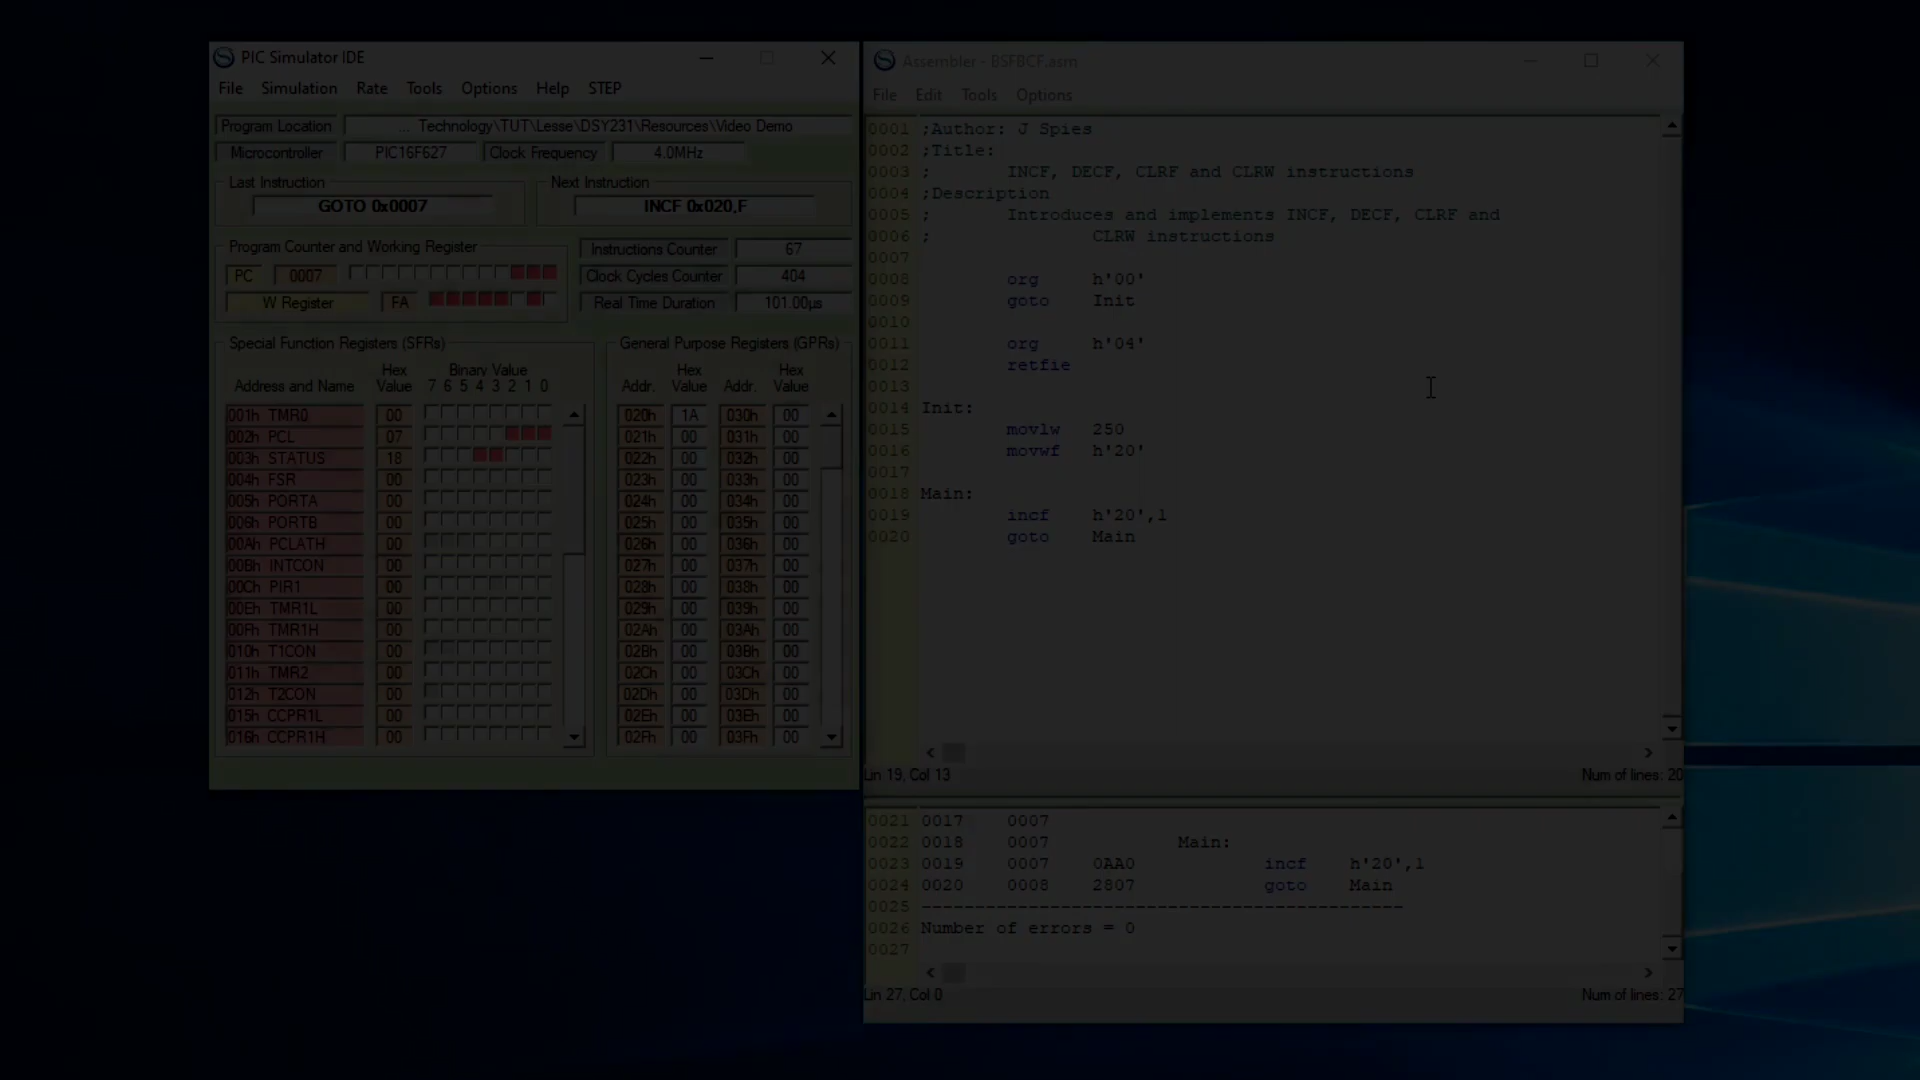 PIC Simulator IDE
File Simulation Rate Tools Options Help STEP
Program Location ... Technology\TUT\Lesse\DSY231\Resources\Video Demo
Microcontroller PIC16F627 Clock Frequency 4.0MHz
Last Instruction Next Instruction
GOTO 0x0007 INCF 0x020,F
Program Counter and Working Register
PC 0007
W Register FA
Instructions Counter 67
Clock Cycles Counter 404
Real Time Duration 101.00µs
Special Function Registers (SFRs)
Address and Name Hex Value Binary Value
7 6 5 4 3 2 1 0
001h TMR0 00
002h PCL 07
003h STATUS 18
004h FSR 00
005h PORTA 00
006h PORTB 00
00Ah PCLATH 00
00Bh INTCON 00
00Ch PIR1 00
00Eh TMR1L 00
00Fh TMR1H 00
010h T1CON 00
011h TMR2 00
012h T2CON 00
015h CCPR1L 00
016h CCPR1H 00
General Purpose Registers (GPRs)
Addr. Hex Value Addr. Hex Value
020h 1A 030h 00
021h 00 031h 00
022h 00 032h 00
023h 00 033h 00
024h 00 034h 00
025h 00 035h 00
026h 00 036h 00
027h 00 037h 00
028h 00 038h 00
029h 00 039h 00
02Ah 00 03Ah 00
02Bh 00 03Bh 00
02Ch 00 03Ch 00
02Dh 00 03Dh 00
02Eh 00 03Eh 00
02Fh 00 03Fh 00
Assembler - BSFBCF.asm
File Edit Tools Options
0001 ;Author: J Spies
0002 ;Title:
0003 ; INCF, DECF, CLRF and CLRW instructions
0004 ;Description
0005 ; Introduces and implements INCF, DECF, CLRF and
0006 ; CLRW instructions
0007
0008 org h'00'
0009 goto Init
0010
0011 org h'04'
0012 retfie
0013
0014 Init:
0015 movlw 250
0016 movwf h'20'
0017
0018 Main:
0019 incf h'20',1
0020 goto Main
Ln 19, Col 13 Num of lines: 20
0021 0017 0007
0022 0018 0007 Main:
0023 0019 0007 0AA0 incf h'20',1
0024 0020 0008 2807 goto Main
0025 ---------------------------------------------
0026 Number of errors = 0
0027
Ln 27, Col 0 Num of lines: 27